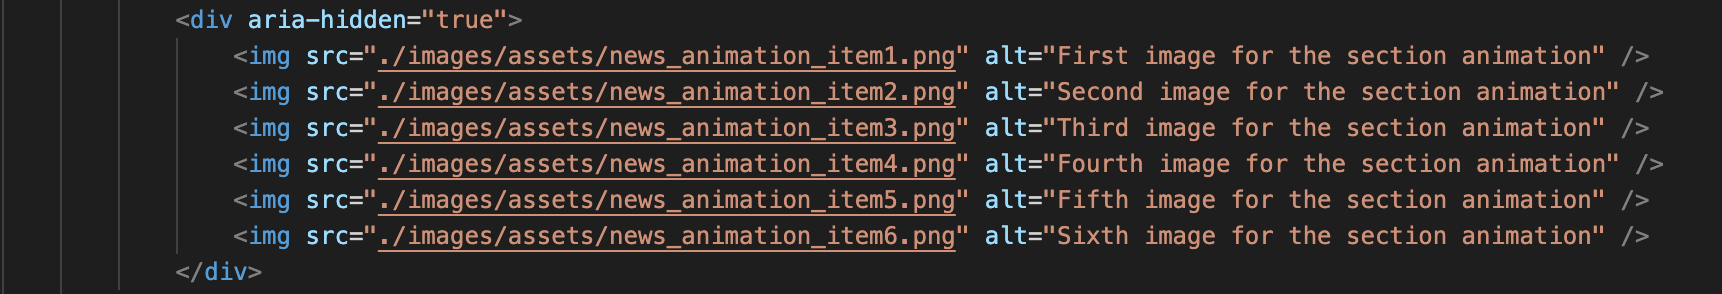 <div aria-hidden="true">
<img src="./images/assets/news_animation_item1.png" alt="First image for the section animation" />
<img src="./images/assets/news_animation_item2.png" alt="Second image for the section animation" />
<img src="./images/assets/news_animation_item3.png" alt="Third image for the section animation" />
<img src="./images/assets/news_animation_item4.png" alt="Fourth image for the section animation" />
<img src="./images/assets/news_animation_item5.png" alt="Fifth image for the section animation" />
<img src="./images/assets/news_animation_item6.png" alt="Sixth image for the section animation" />
</div>